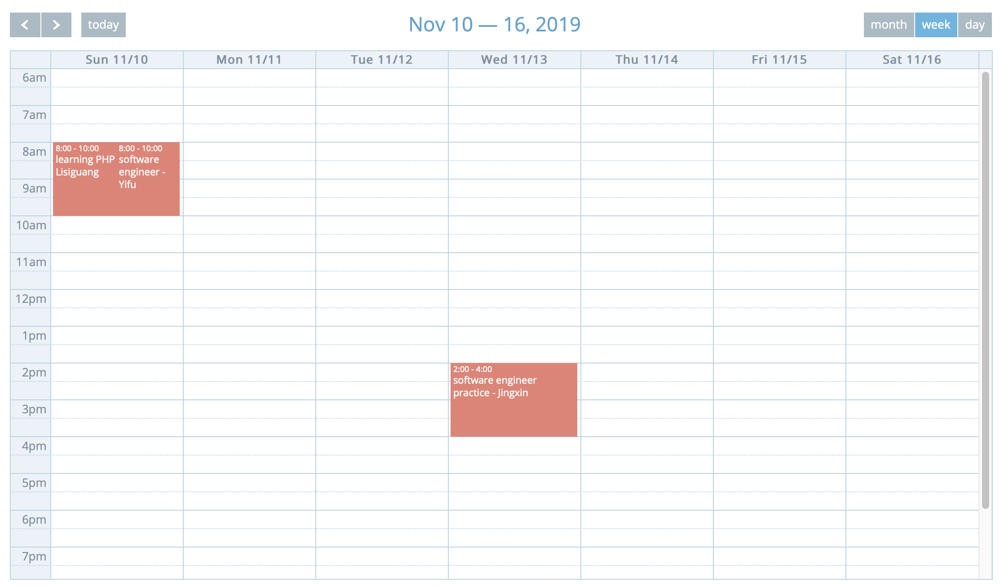 today
Nov 10 — 16, 2019
month week day
Sun 11/10 Mon 11/11 Tue 11/12 Wed 11/13 Thu 11/14 Fri 11/15 Sat 11/16
6am
7am
8am
8:00 - 10:00
learning PHP
Lisiguang
8:00 - 10:00
software
engineer -
Yifu
9am
10am
11am
12pm
1pm
2pm
2:00 - 4:00
software engineer
practice - Jingxin
3pm
4pm
5pm
6pm
7pm